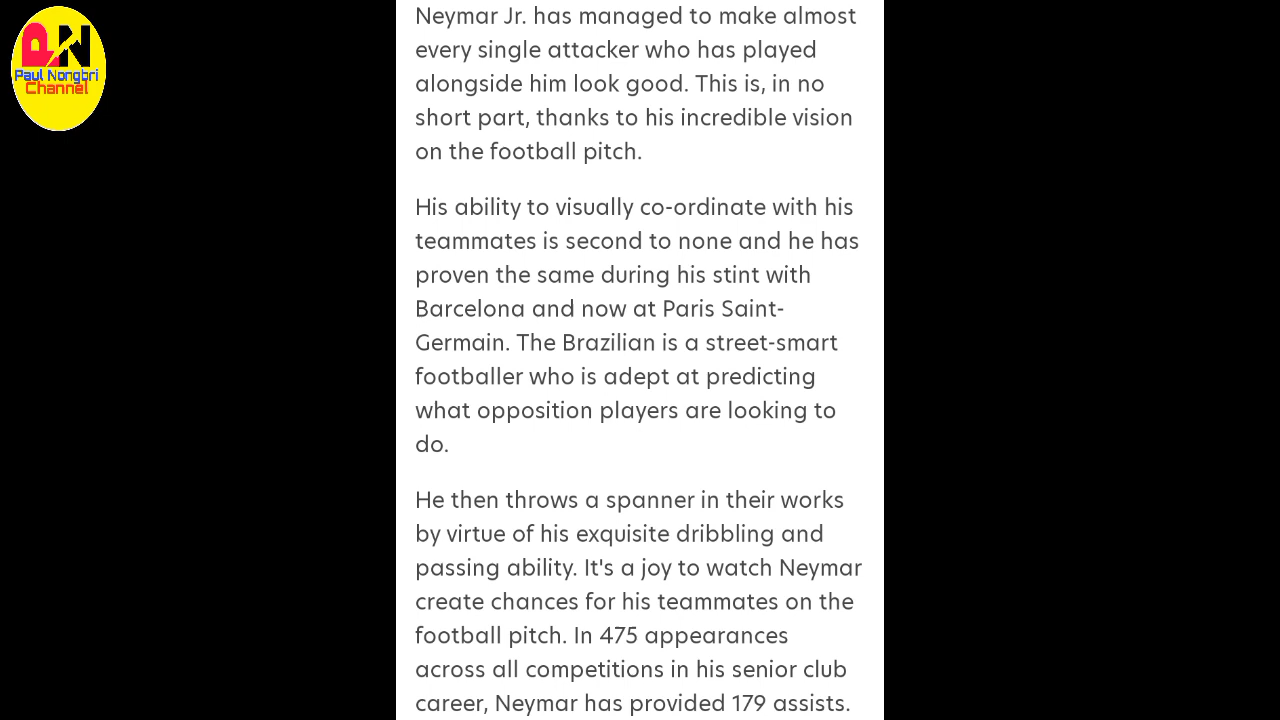 PN
Paul Nongbri
Channel
Neymar Jr. has managed to make almost
every single attacker who has played
alongside him look good. This is, in no
short part, thanks to his incredible vision
on the football pitch.
His ability to visually co-ordinate with his
teammates is second to none and he has
proven the same during his stint with
Barcelona and now at Paris Saint-
Germain. The Brazilian is a street-smart
footballer who is adept at predicting
what opposition players are looking to
do.
He then throws a spanner in their works
by virtue of his exquisite dribbling and
passing ability. It's a joy to watch Neymar
create chances for his teammates on the
football pitch. In 475 appearances
across all competitions in his senior club
career, Neymar has provided 179 assists.